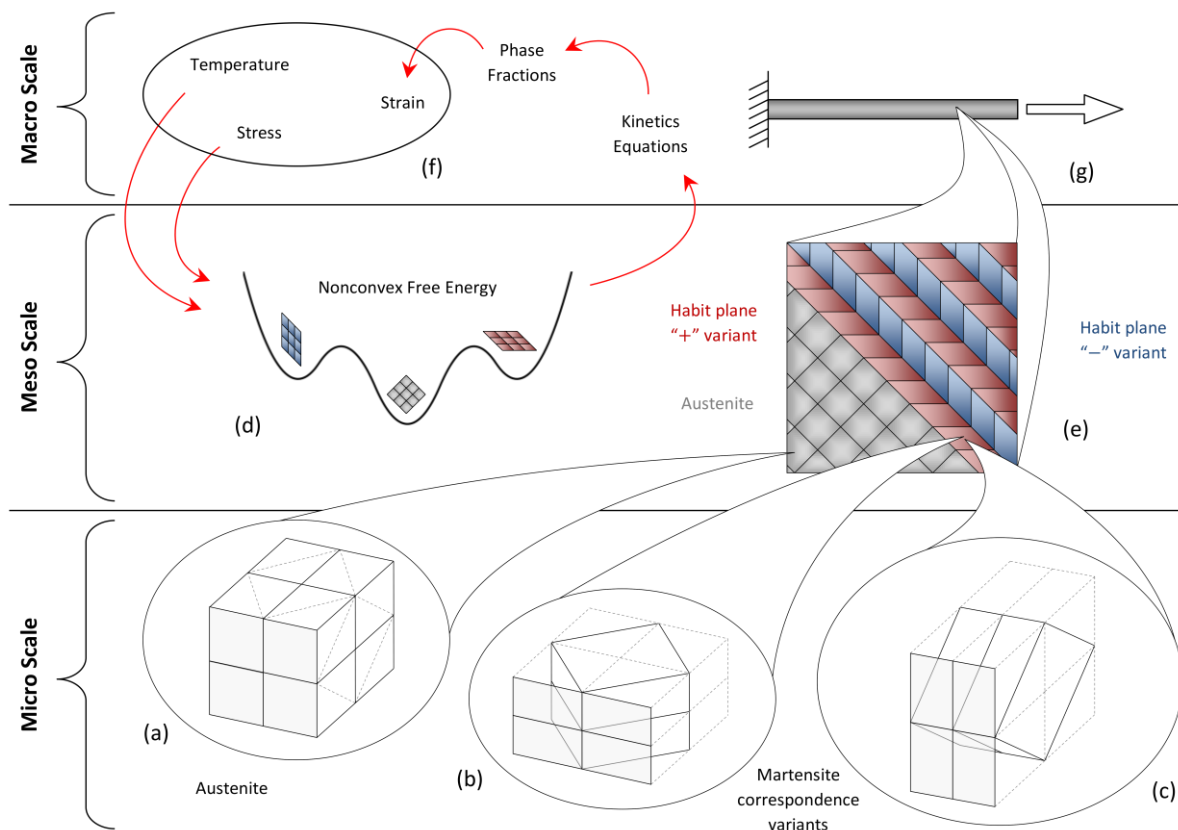 Macro Scale
Temperature
Stress
Strain
(f)
Phase
Fractions
Kinetics
Equations
(g)
Meso Scale
Nonconvex Free Energy
(d)
Habit plane
“+” variant
Austenite
Habit plane
“−” variant
(e)
Micro Scale
(a)
Austenite
(b)
Martensite
correspondence
variants
(c)